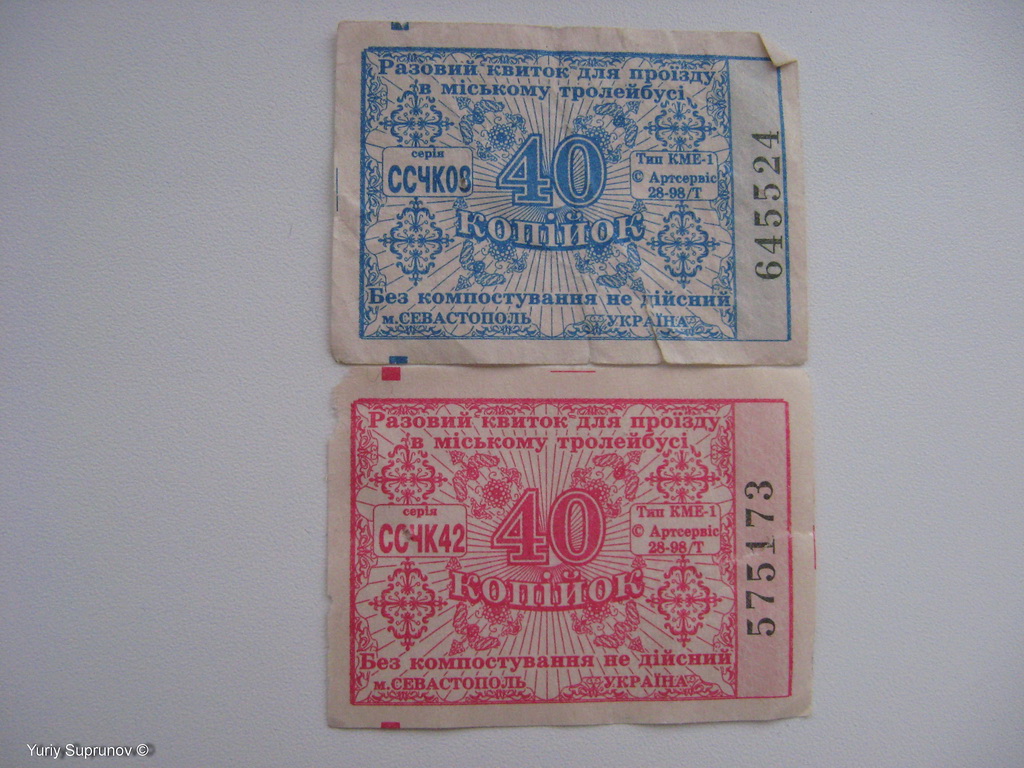 Разовий квиток для проїзду
в міському тролейбусі
серія
ССЧК08
40
копійок
Тип КМЕ-1
© Артсервіс
28-98/Т
Без компостування не дійсний
м.СЕВАСТОПОЛЬ УКРАЇНА
645524
Разовий квиток для проїзду
в міському тролейбусі
серія
ССЧК42
40
копійок
Тип КМЕ-1
© Артсервіс
28-98/Т
Без компостування не дійсний
м.СЕВАСТОПОЛЬ УКРАЇНА
575173
Yuriy Suprunov ©